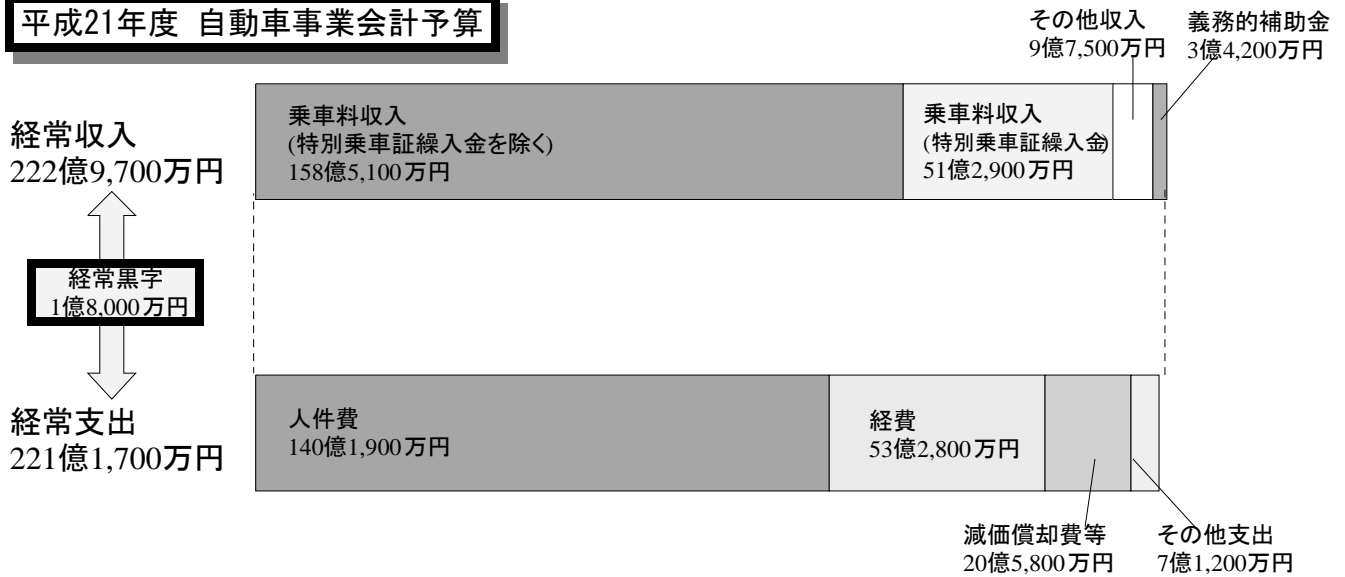 平成21年度 自動車事業会計予算
その他収入
9億7,500万円
義務的補助金
3億4,200万円
経常収入
222億9,700万円
乗車料収入
(特別乗車証繰入金を除く)
158億5,100万円
乗車料収入
(特別乗車証繰入金)
51億2,900万円
経常黒字
1億8,000万円
経常支出
221億1,700万円
人件費
140億1,900万円
経費
53億2,800万円
減価償却費等
20億5,800万円
その他支出
7億1,200万円